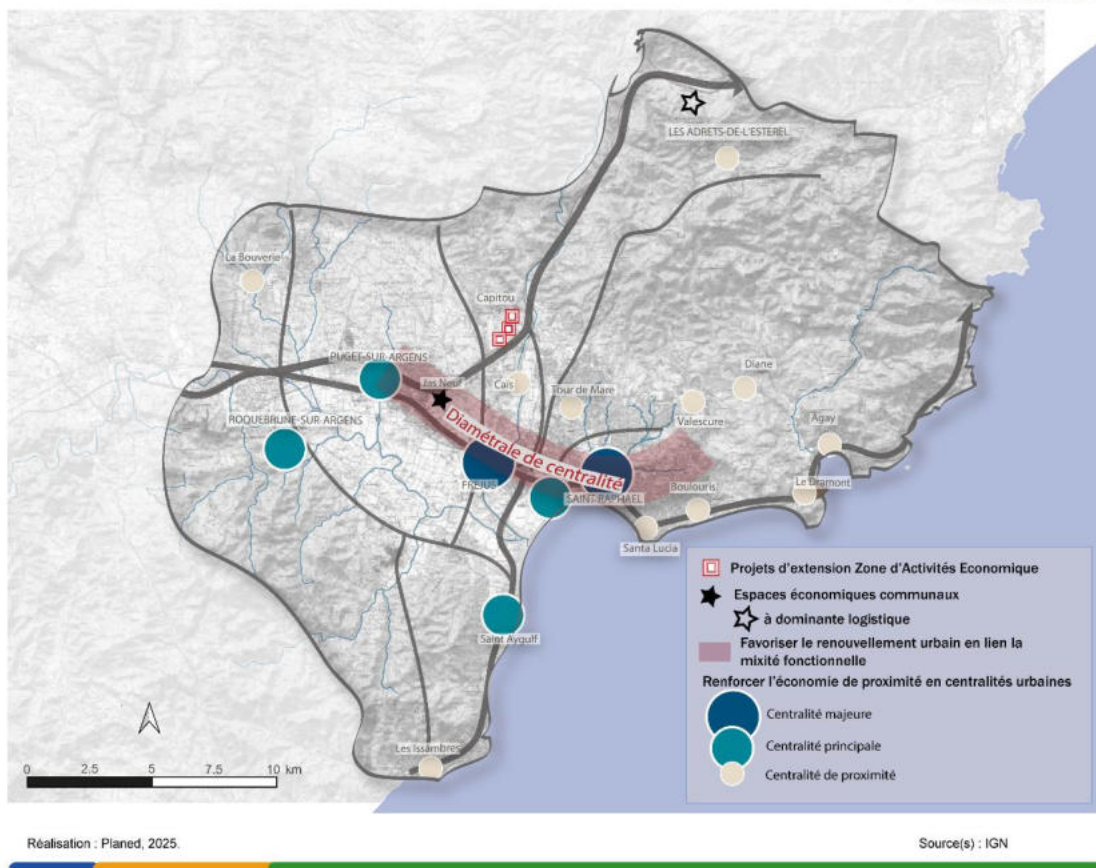 LES ADRETS-DE-L'ESTEREL
La Bouverie
Capitou
PUGET-SUR-ARGENS
Jas Neuf
Caïs
Tour de Mare
Diane
Valescure
ROQUEBRUNE-SUR-ARGENS
Agay
Diamétrale de centralité
FREJUS
SAINT-RAPHAEL
Boulouris
Le Dramont
Santa Lucia
Saint Aygulf
Les Issambres
Projets d'extension Zone d'Activités Economique
Espaces économiques communaux
à dominante logistique
Favoriser le renouvellement urbain en lien la
mixité fonctionnelle
Renforcer l'économie de proximité en centralités urbaines
Centralité majeure
Centralité principale
Centralité de proximité
0 2.5 5 7.5 10 km
Réalisation : Planed, 2025.
Source(s) : IGN